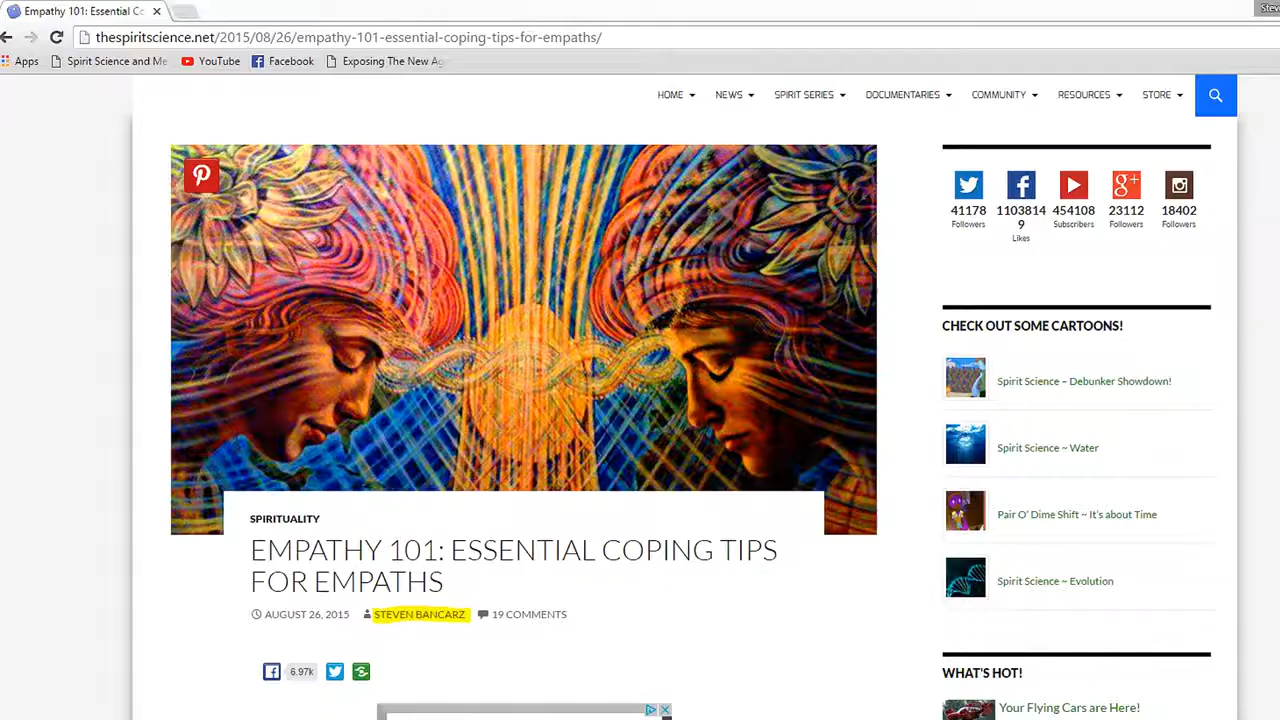 Empathy 101: Essential Co
Stev
thespiritscience.net/2015/08/26/empathy-101-essential-coping-tips-for-empaths/
Apps Spirit Science and Me YouTube Facebook Exposing The New Ag
HOME NEWS SPIRIT SERIES DOCUMENTARIES COMMUNITY RESOURCES STORE
41178 1103814 454108 23112 18402
Followers 9 Subscribers Followers Followers
Likes
CHECK OUT SOME CARTOONS!
Spirit Science – Debunker Showdown!
Spirit Science ~ Water
Pair O' Dime Shift ~ It's about Time
Spirit Science ~ Evolution
SPIRITUALITY
EMPATHY 101: ESSENTIAL COPING TIPS
FOR EMPATHS
AUGUST 26, 2015 STEVEN BANCARZ 19 COMMENTS
6.97k
WHAT'S HOT!
Your Flying Cars are Here!